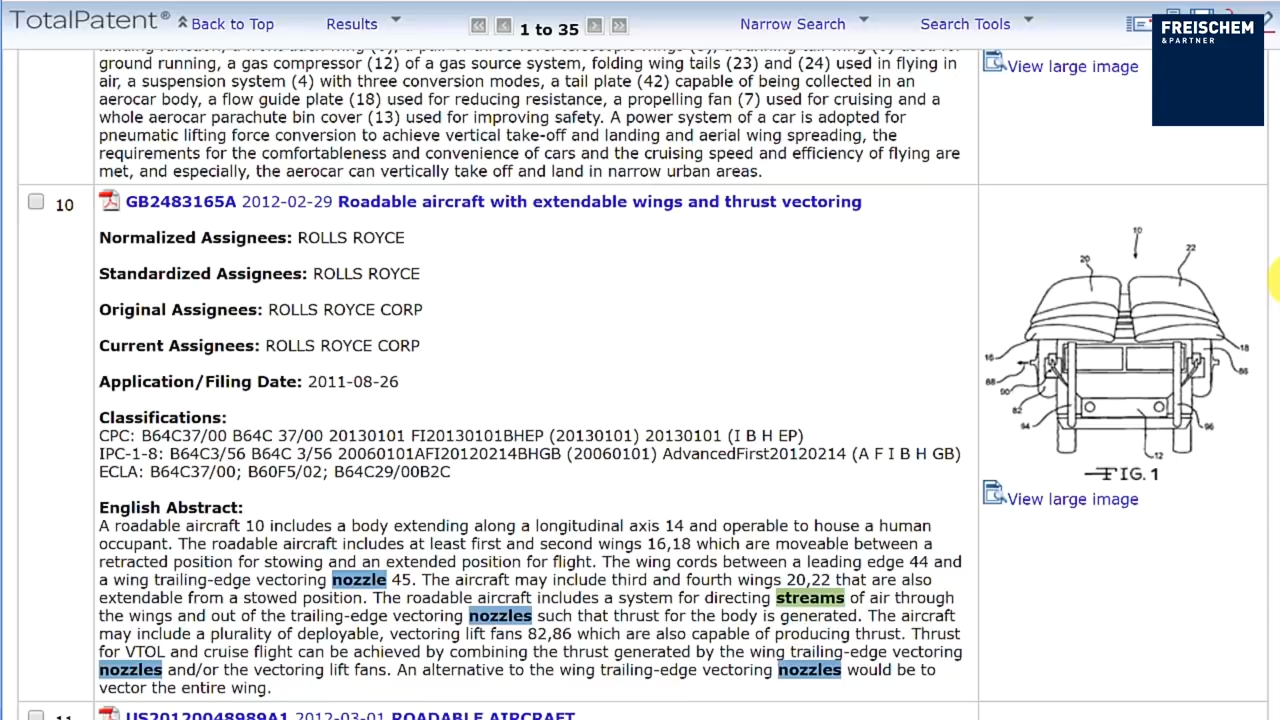 TotalPatent® Back to Top Results 1 to 35 Narrow Search Search Tools
FREISCHEM
& PARTNER
ground running, a gas compressor (12) of a gas source system, folding wing tails (23) and (24) used in flying in
air, a suspension system (4) with three conversion modes, a tail plate (42) capable of being collected in an
aerocar body, a flow guide plate (18) used for reducing resistance, a propelling fan (7) used for cruising and a
whole aerocar parachute bin cover (13) used for improving safety. A power system of a car is adopted for
pneumatic lifting force conversion to achieve vertical take-off and landing and aerial wing spreading, the
requirements for the comfortableness and convenience of cars and the cruising speed and efficiency of flying are
met, and especially, the aerocar can vertically take off and land in narrow urban areas.
View large image
10 GB2483165A 2012-02-29 Roadable aircraft with extendable wings and thrust vectoring
Normalized Assignees: ROLLS ROYCE
Standardized Assignees: ROLLS ROYCE
Original Assignees: ROLLS ROYCE CORP
Current Assignees: ROLLS ROYCE CORP
Application/Filing Date: 2011-08-26
Classifications:
CPC: B64C37/00 B64C 37/00 20130101 FI20130101BHEP (20130101) 20130101 (I B H EP)
IPC-1-8: B64C3/56 B64C 3/56 20060101AFI20120214BHGB (20060101) AdvancedFirst20120214 (A F I B H GB)
ECLA: B64C37/00; B60F5/02; B64C29/00B2C
English Abstract:
A roadable aircraft 10 includes a body extending along a longitudinal axis 14 and operable to house a human
occupant. The roadable aircraft includes at least first and second wings 16,18 which are moveable between a
retracted position for stowing and an extended position for flight. The wing cords between a leading edge 44 and
a wing trailing-edge vectoring nozzle 45. The aircraft may include third and fourth wings 20,22 that are also
extendable from a stowed position. The roadable aircraft includes a system for directing streams of air through
the wings and out of the trailing-edge vectoring nozzles such that thrust for the body is generated. The aircraft
may include a plurality of deployable, vectoring lift fans 82,86 which are also capable of producing thrust. Thrust
for VTOL and cruise flight can be achieved by combining the thrust generated by the wing trailing-edge vectoring
nozzles and/or the vectoring lift fans. An alternative to the wing trailing-edge vectoring nozzles would be to
vector the entire wing.
10
20 22
16 18
88 86
90
82
94 96
12
FIG. 1
View large image
11 US20120048989A1 2012-03-01 ROADABLE AIRCRAFT